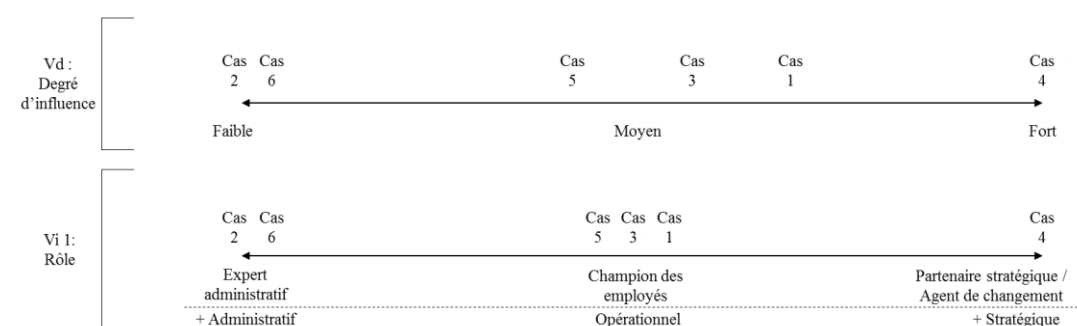 Vd :
Degré
d'influence
Cas Cas Cas Cas Cas Cas
2 6 5 3 1 4
Faible Moyen Fort
Vi 1:
Rôle
Cas Cas Cas Cas Cas Cas
2 6 5 3 1 4
Expert
administratif
Champion des
employés
Partenaire stratégique /
Agent de changement
+ Administratif Opérationnel + Stratégique